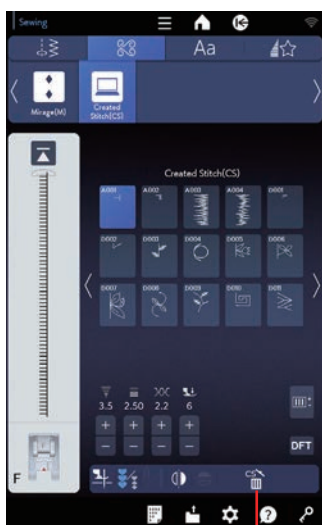 Sewing
Aa
Mirage(M)
Created
Stitch(CS)
Created Stitch(CS)
A001 A002 A003 A004 D001
D002 D003 D004 D005 D006
D007 D008 D009 D010 D011
3.5 2.50 2.2 6
+ + + +
- - - -
DFT
F
CS
?